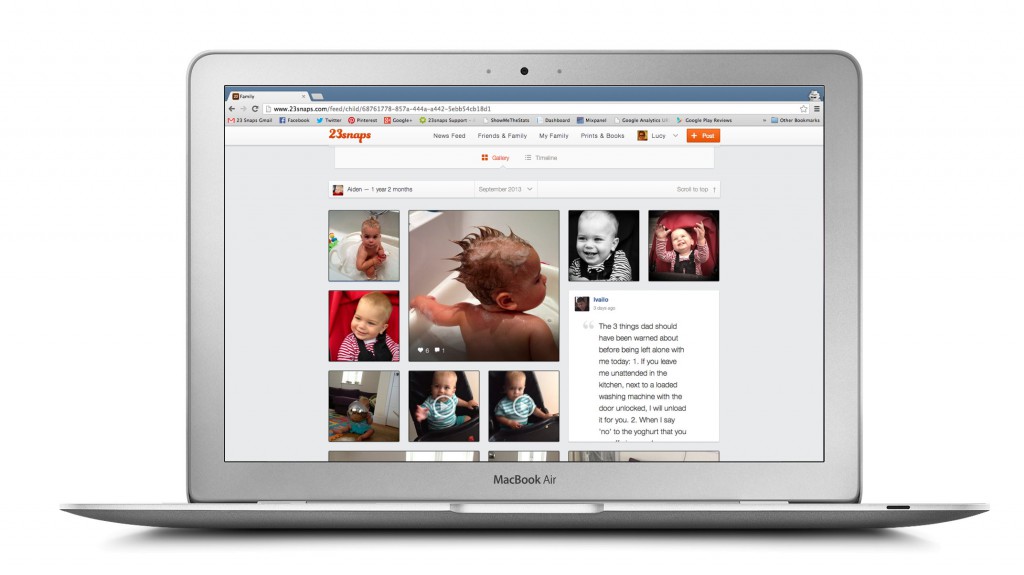 Family
www.23snaps.com/feed/child/68761778-857a-444a-a442-5ebb54cb18d1
23 Snaps Gmail Facebook Twitter Pinterest Google+ 23snaps Support ShowMeTheStats Dashboard Mixpanel Google Analytics Google Play Reviews » Other Bookmarks
23snaps News Feed Friends & Family My Family Prints & Books Lucy + Post
Gallery Timeline
Aiden – 1 year 2 months September 2013 Scroll to top ↑
Ivailo
3 days ago
The 3 things dad should
have been warned about
before being left alone with
me today: 1. If you leave
me unattended in the
kitchen, next to a loaded
washing machine with the
door unlocked, I will unload
it for you. 2. When I say
'no' to the yoghurt that you
6 1
MacBook Air